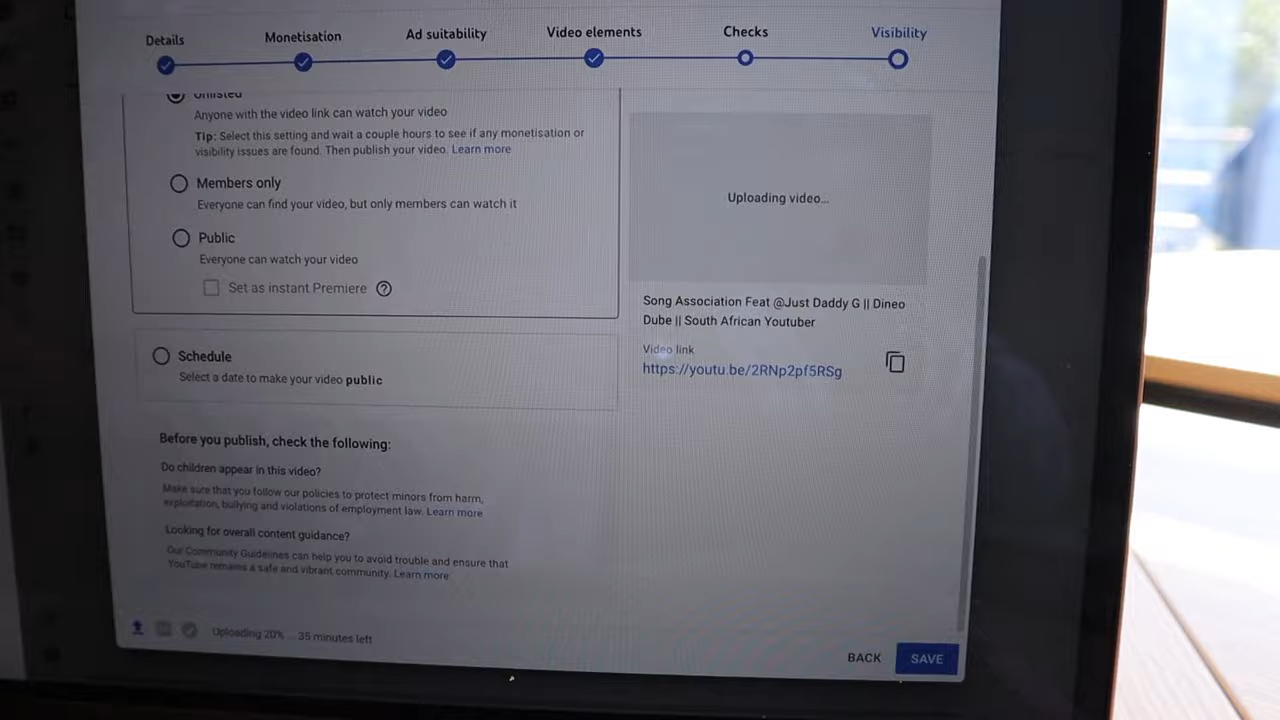 Details
Monetisation
Ad suitability
Video elements
Checks
Visibility
Unlisted
Anyone with the video link can watch your video
Tip: Select this setting and wait a couple hours to see if any monetisation or
visibility issues are found. Then publish your video. Learn more
Members only
Everyone can find your video, but only members can watch it
Public
Everyone can watch your video
Set as instant Premiere ?
Schedule
Select a date to make your video public
Before you publish, check the following:
Do children appear in this video?
Make sure that you follow our policies to protect minors from harm,
exploitation, bullying and violations of employment law. Learn more
Looking for overall content guidance?
Our Community Guidelines can help you to avoid trouble and ensure that
YouTube remains a safe and vibrant community. Learn more
Uploading video...
Song Association Feat @Just Daddy G || Dineo
Dube || South African Youtuber
Video link
https://youtu.be/2RNp2pf5RSg
Uploading 20% ... 35 minutes left
BACK
SAVE